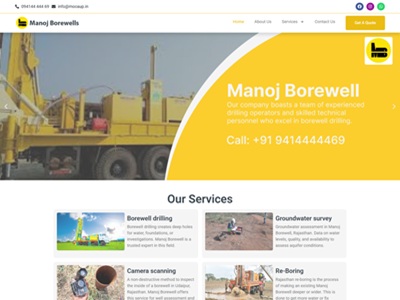 094144 444 69 info@mocaup.in
Manoj Borewells
Home About Us Services Contact Us Get A Quote
Manoj Borewell
Our company boasts a team of experienced
drilling operators and skilled technical
personnel who excel in borewell drilling.
Call: +91 9414444469
Our Services
Borewell drilling
Borewell drilling creates deep holes
for water, foundations, or
investigations. Manoj Borewell is a
trusted expert in this field.
Groundwater survey
Groundwater assessment in Manoj
Borewell, Rajasthan. Data on water
levels, quality, and availability to
assess aquifer conditions.
Camera scanning
A non-destructive method to inspect
the inside of a borewell in Udaipur,
Rajasthan. Manoj Borewell offers
this service for well assessment and
Re-Boring
Rajasthan re-boring is the process
of making an existing Manoj
Borewell deeper or wider. This is
done to get more water or fix